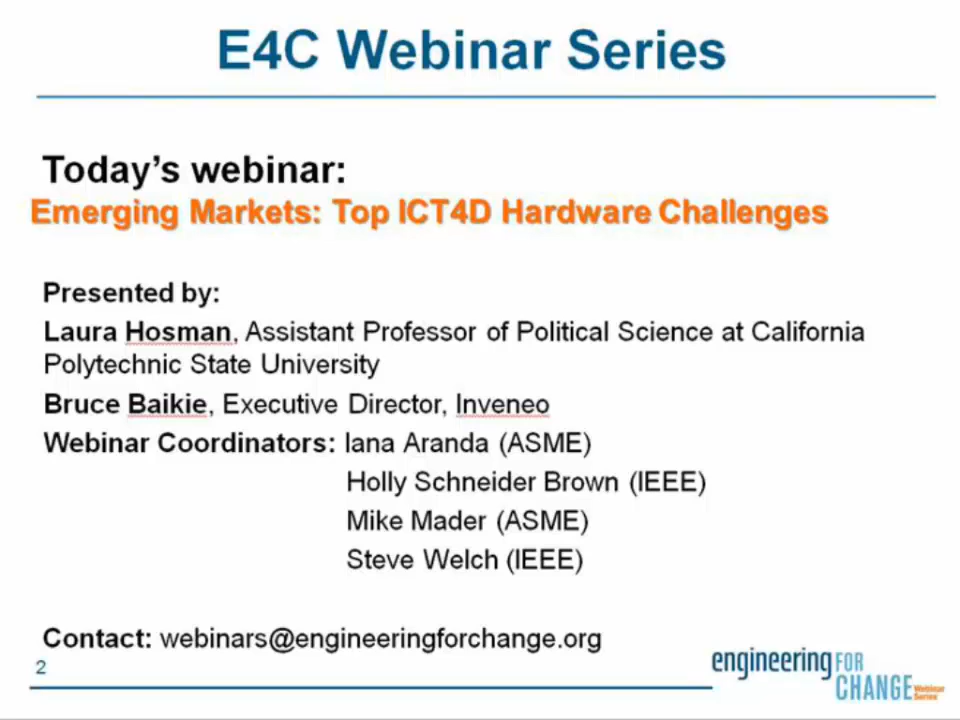 E4C Webinar Series
Today's webinar:
Emerging Markets: Top ICT4D Hardware Challenges
Presented by:
Laura Hosman, Assistant Professor of Political Science at California
Polytechnic State University
Bruce Baikie, Executive Director, Inveneo
Webinar Coordinators: Iana Aranda (ASME)
Holly Schneider Brown (IEEE)
Mike Mader (ASME)
Steve Welch (IEEE)
Contact: webinars@engineeringforchange.org
2
engineering FOR
CHANGE Webinar
Series